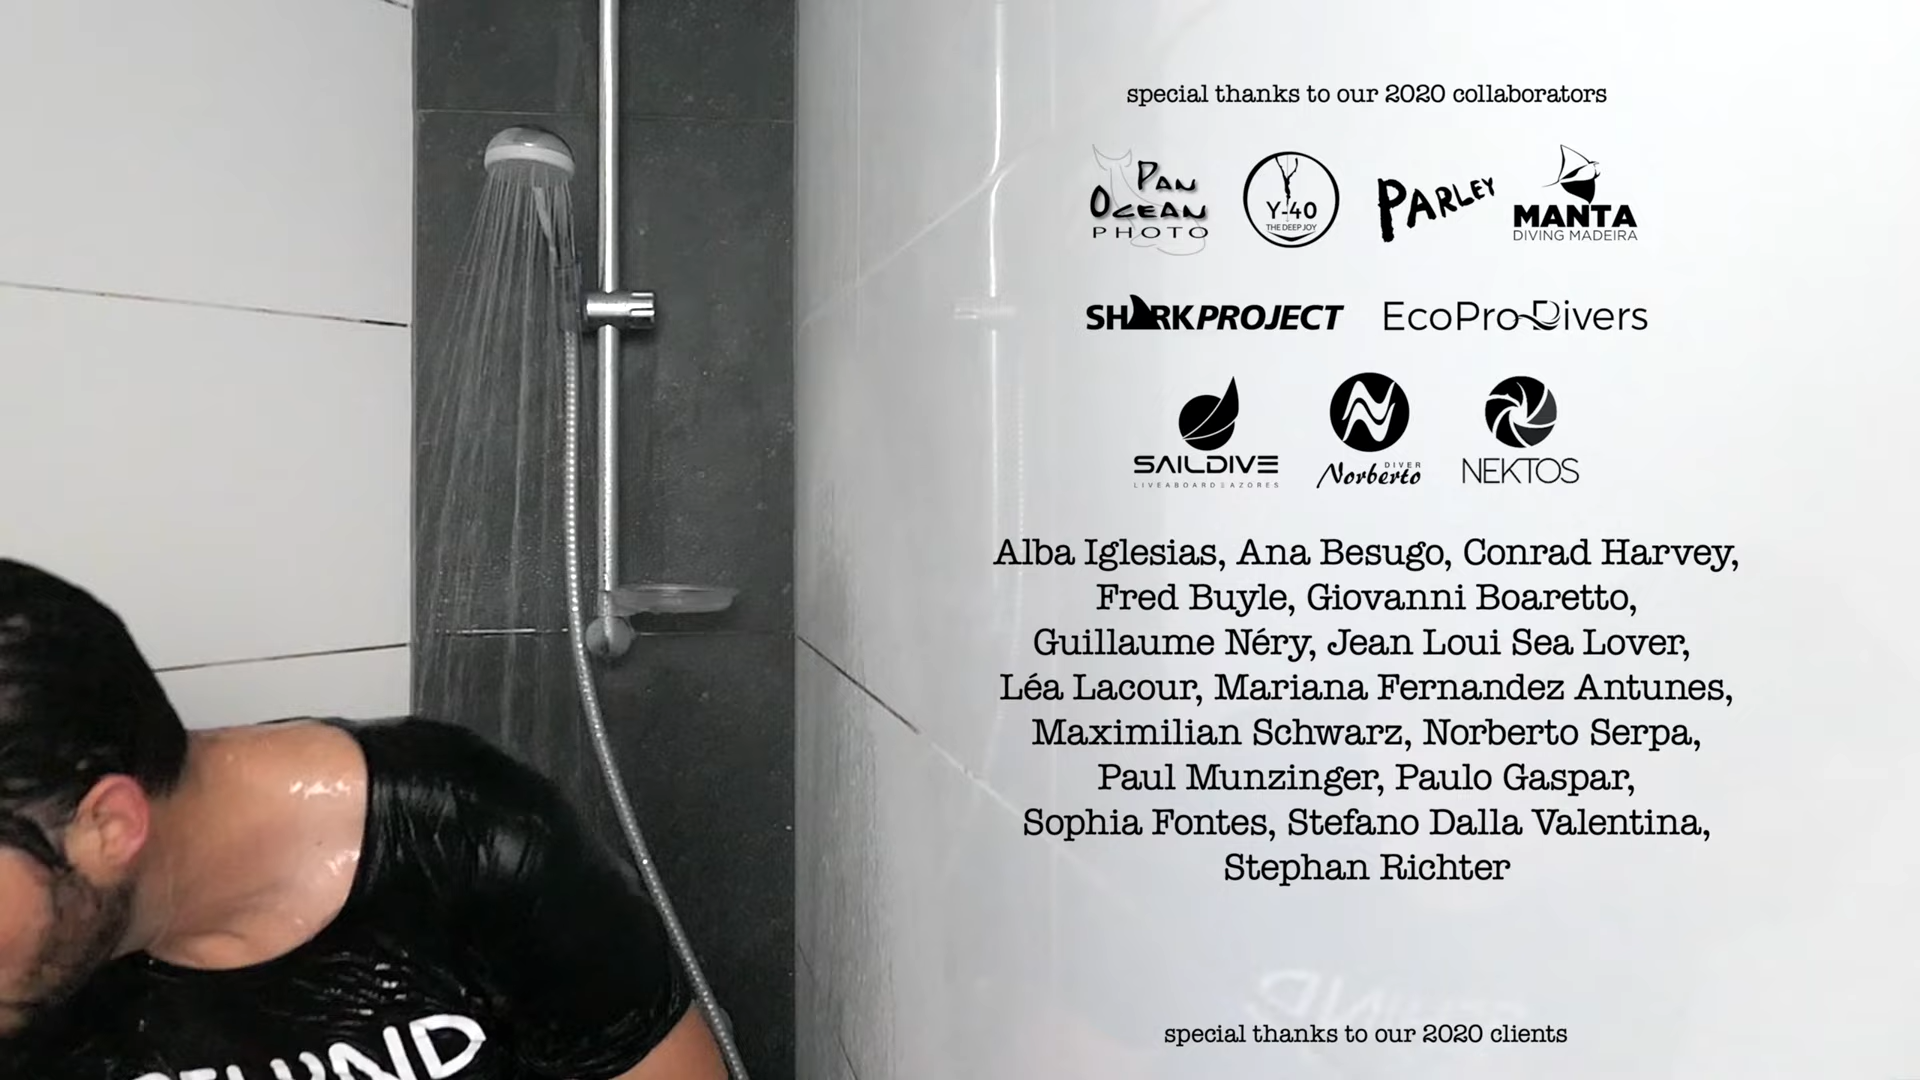 special thanks to our 2020 collaborators
PAN OCEAN PHOTO
Y-40 THE DEEP JOY
PARLEY
MANTA DIVING MADEIRA
SHARKPROJECT
EcoPro Divers
SAILDIVE LIVEABOARD AZORES
DIVER Norberto
NEKTOS
Alba Iglesias, Ana Besugo, Conrad Harvey,
Fred Buyle, Giovanni Boaretto,
Guillaume Néry, Jean Loui Sea Lover,
Léa Lacour, Mariana Fernandez Antunes,
Maximilian Schwarz, Norberto Serpa,
Paul Munzinger, Paulo Gaspar,
Sophia Fontes, Stefano Dalla Valentina,
Stephan Richter
special thanks to our 2020 clients